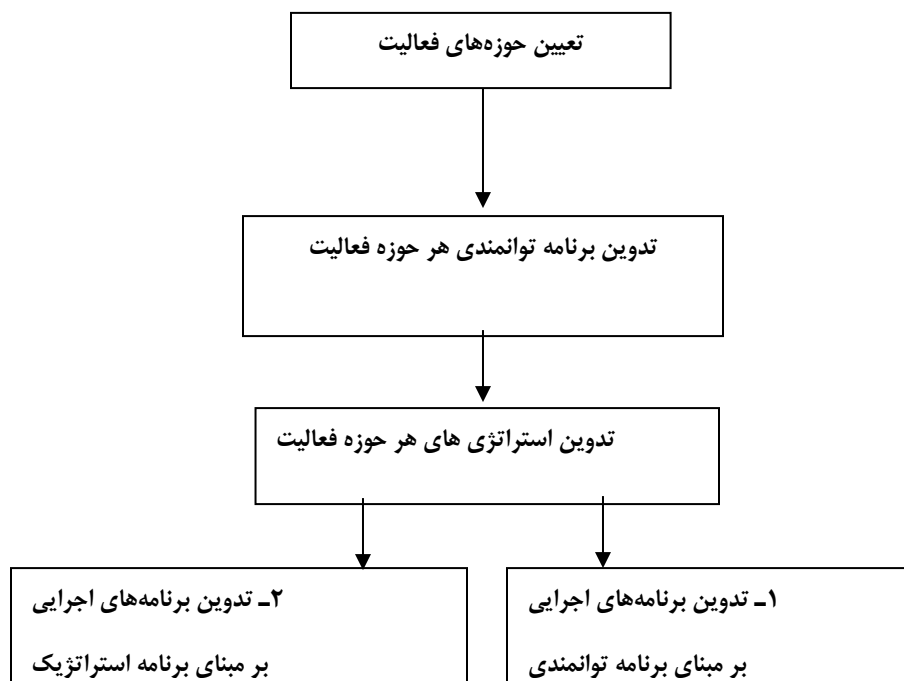 تعیین حوزه‌های فعالیت
تدوین برنامه توانمندی هر حوزه فعالیت
تدوین استراتژی های هر حوزه فعالیت
۱ـ تدوین برنامه‌های اجرایی
بر مبنای برنامه توانمندی
۲ـ تدوین برنامه‌های اجرایی
بر مبنای برنامه استراتژیک